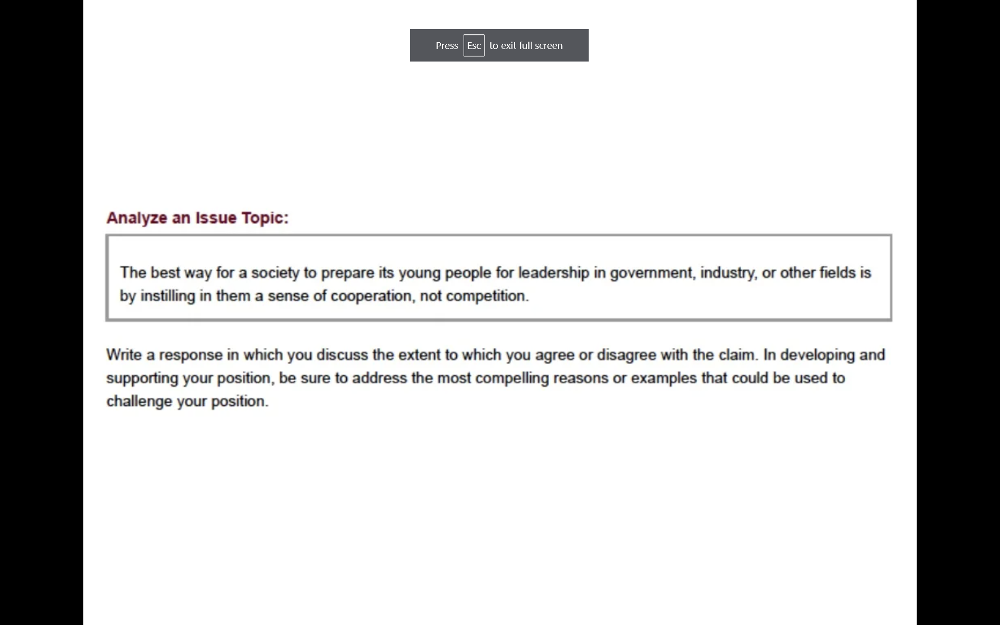 Press Esc to exit full screen
Analyze an Issue Topic:
The best way for a society to prepare its young people for leadership in government, industry, or other fields is
by instilling in them a sense of cooperation, not competition.
Write a response in which you discuss the extent to which you agree or disagree with the claim. In developing and
supporting your position, be sure to address the most compelling reasons or examples that could be used to
challenge your position.